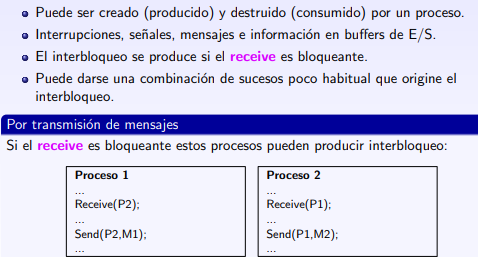 Puede ser creado (producido) y destruido (consumido) por un proceso.
Interrupciones, señales, mensajes e información en buffers de E/S.
El interbloqueo se produce si el receive es bloqueante.
Puede darse una combinación de sucesos poco habitual que origine el
interbloqueo.
Por transmisión de mensajes
Si el receive es bloqueante estos procesos pueden producir interbloqueo:
Proceso 1
...
Receive(P2);
...
Send(P2,M1);
...
Proceso 2
...
Receive(P1);
...
Send(P1,M2);
...